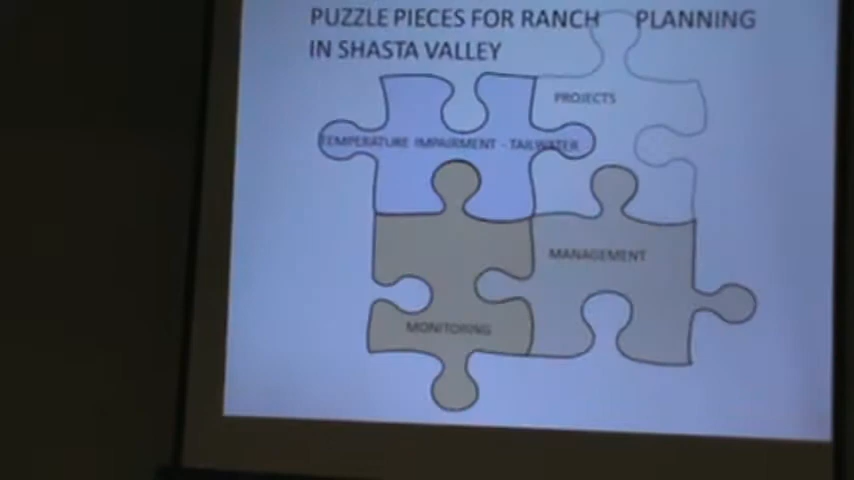 PUZZLE PIECES FOR RANCH PLANNING
IN SHASTA VALLEY
PROJECTS
TEMPERATURE IMPAIRMENT - TAILWATER
MANAGEMENT
MONITORING